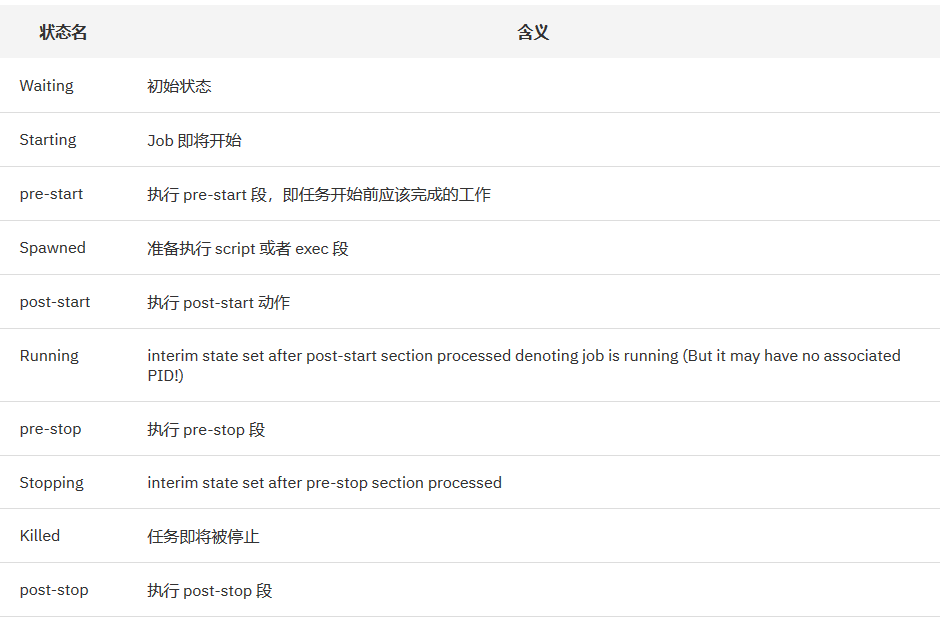 状态名 含义
Waiting 初始状态
Starting Job 即将开始
pre-start 执行 pre-start 段，即任务开始前应该完成的工作
Spawned 准备执行 script 或者 exec 段
post-start 执行 post-start 动作
Running interim state set after post-start section processed denoting job is running (But it may have no associated
PID!)
pre-stop 执行 pre-stop 段
Stopping interim state set after pre-stop section processed
Killed 任务即将被停止
post-stop 执行 post-stop 段